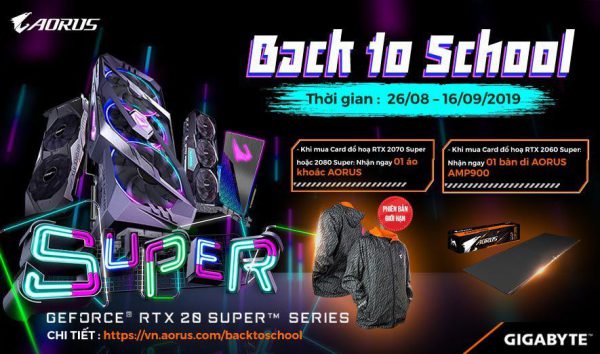 AORUS
Back to School
Thời gian : 26/08 - 16/09/2019
- Khi mua Card đồ hoạ RTX 2070 Super
hoặc 2080 Super: Nhận ngay 01 áo
khoác AORUS
- Khi mua Card đồ hoạ RTX 2060 Super:
Nhận ngay 01 bàn di AORUS
AMP900
PHIÊN BẢN
GIỚI HẠN
AORUS
SUPER
GEFORCE® RTX 20 SUPER™ SERIES
CHI TIẾT : https://vn.aorus.com/backtoschool
GIGABYTE™